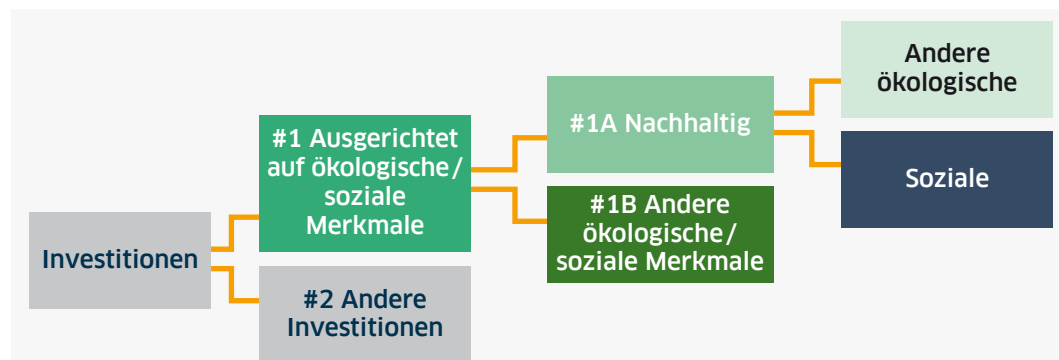 Investitionen
#1 Ausgerichtet
auf ökologische/
soziale
Merkmale
#2 Andere
Investitionen
#1A Nachhaltig
#1B Andere
ökologische/
soziale Merkmale
Andere
ökologische
Soziale